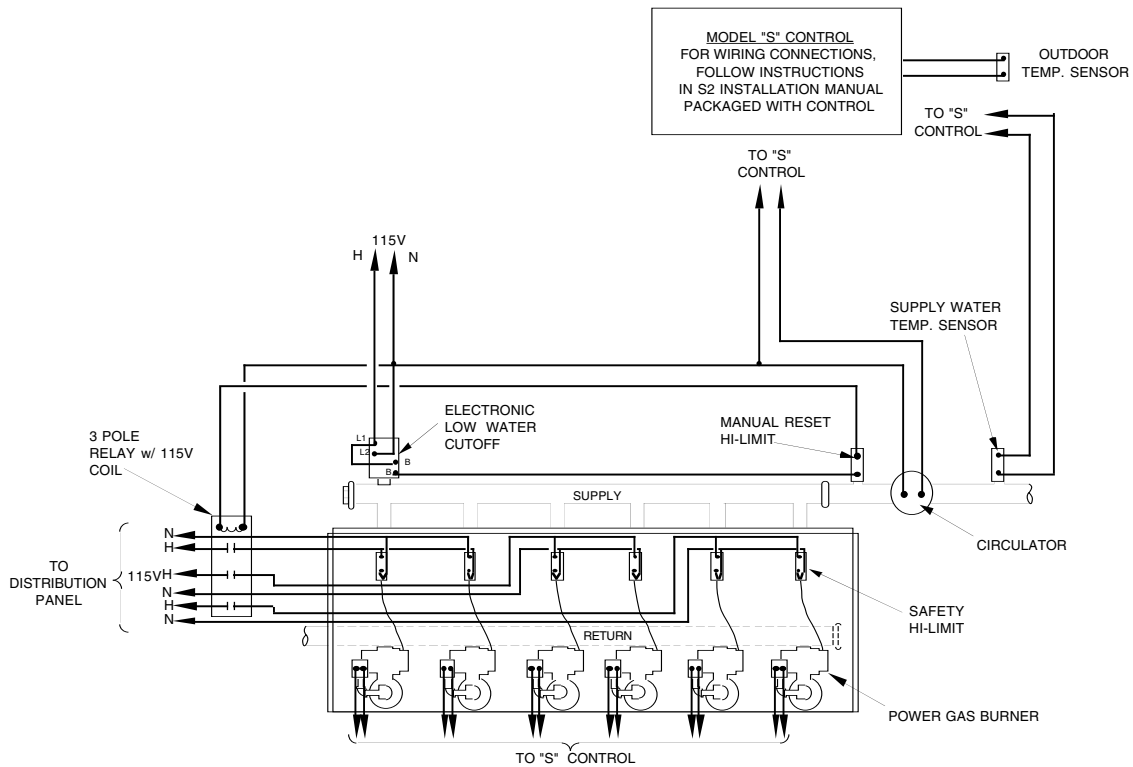 MODEL "S" CONTROL
FOR WIRING CONNECTIONS,
FOLLOW INSTRUCTIONS
IN S2 INSTALLATION MANUAL
PACKAGED WITH CONTROL
OUTDOOR
TEMP. SENSOR
TO "S"
CONTROL
TO "S"
CONTROL
115V
H
N
SUPPLY WATER
TEMP. SENSOR
ELECTRONIC
LOW WATER
CUTOFF
MANUAL RESET
HI-LIMIT
3 POLE
RELAY w/ 115V
COIL
L1
L2
B
B
SUPPLY
CIRCULATOR
TO
DISTRIBUTION
PANEL
115V
N
H
H
N
H
N
SAFETY
HI-LIMIT
RETURN
POWER GAS BURNER
TO "S" CONTROL